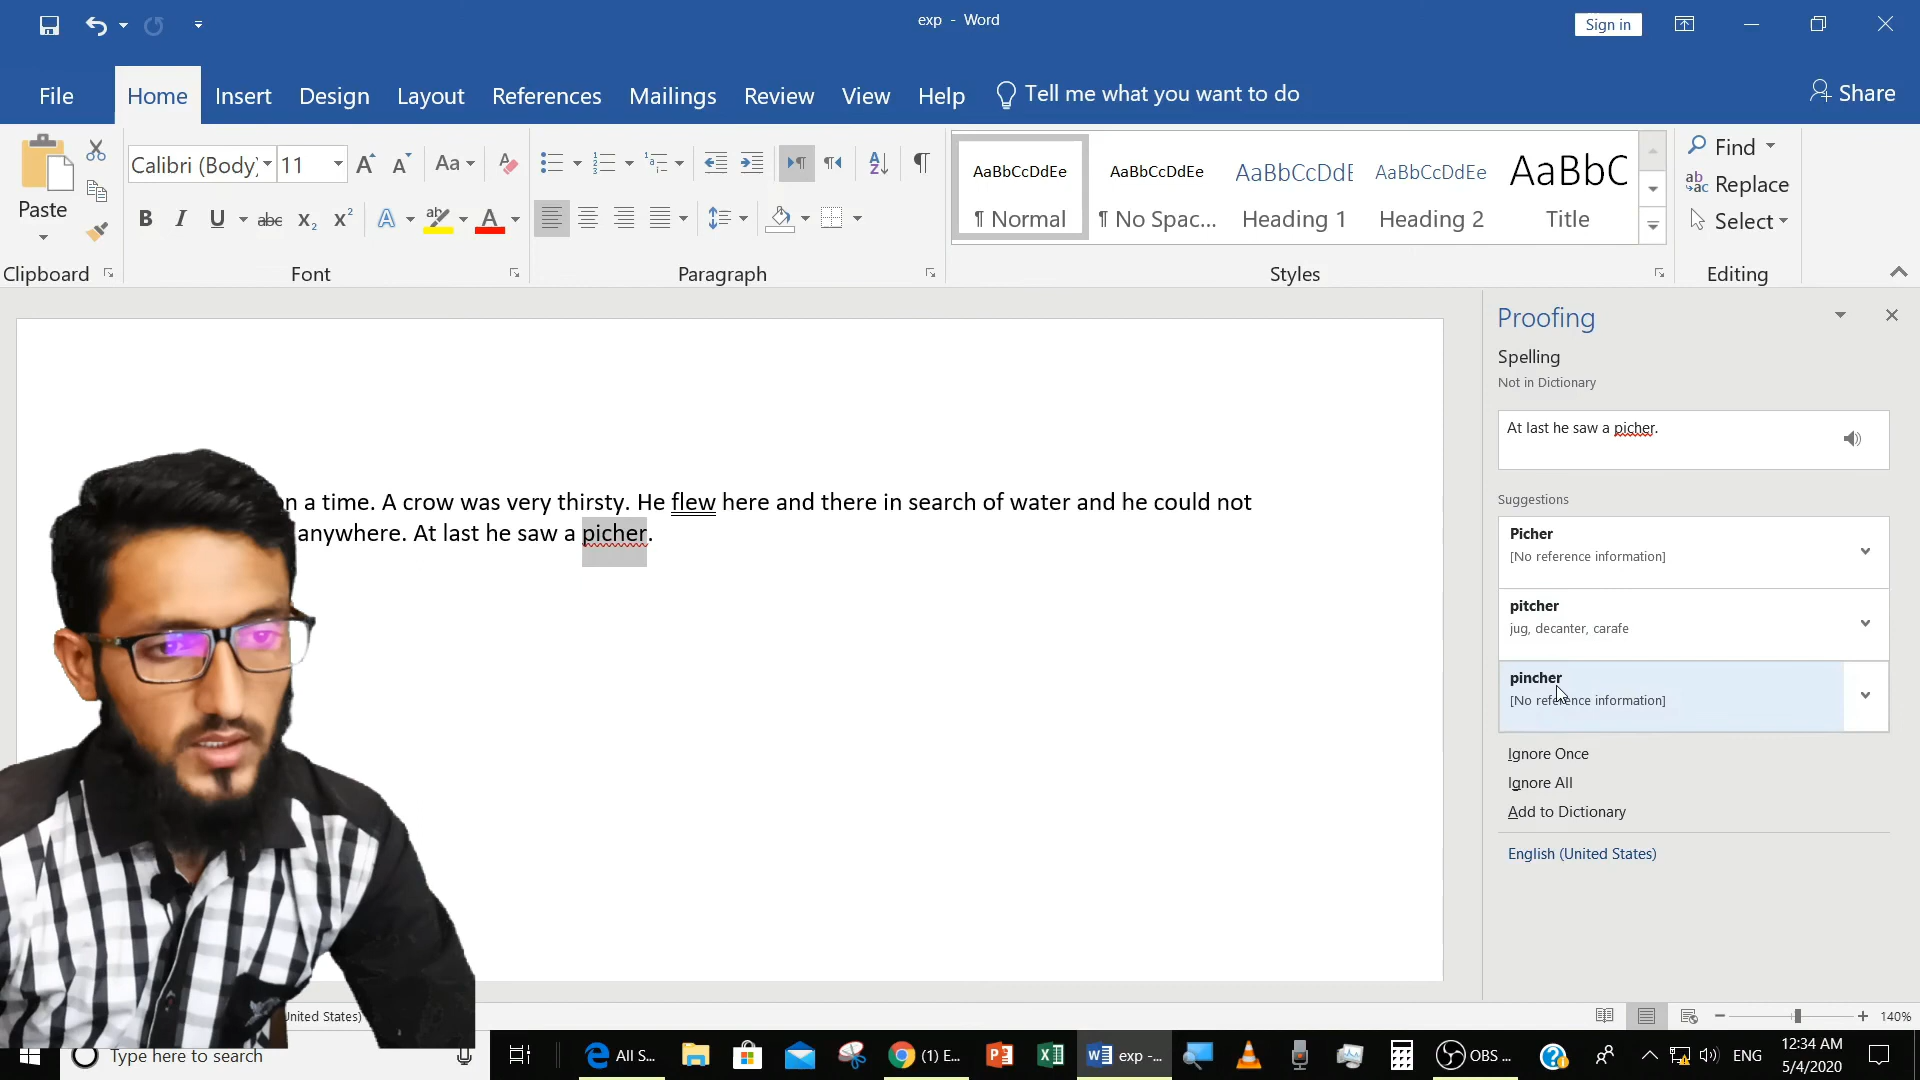 exp - Word
Sign in
File Home Insert Design Layout References Mailings Review View Help Tell me what you want to do Share
Paste
Clipboard
Calibri (Body) 11
Aa
B I U abc X₂ X²
Font
Paragraph
AaBbCcDdEe AaBbCcDdEe AaBbCcDdE AaBbCcDdEe AaBbC
¶ Normal ¶ No Spac... Heading 1 Heading 2 Title
Styles
Find
Replace
Select
Editing
n a time. A crow was very thirsty. He flew here and there in search of water and he could not
anywhere. At last he saw a picher.
Proofing
Spelling
Not in Dictionary
At last he saw a picher.
Suggestions
Picher
[No reference information]
pitcher
jug, decanter, carafe
pincher
[No reference information]
Ignore Once
Ignore All
Add to Dictionary
English (United States)
United States)
140%
Type here to search
All S...
(1) E...
exp -...
OBS ...
ENG
12:34 AM
5/4/2020